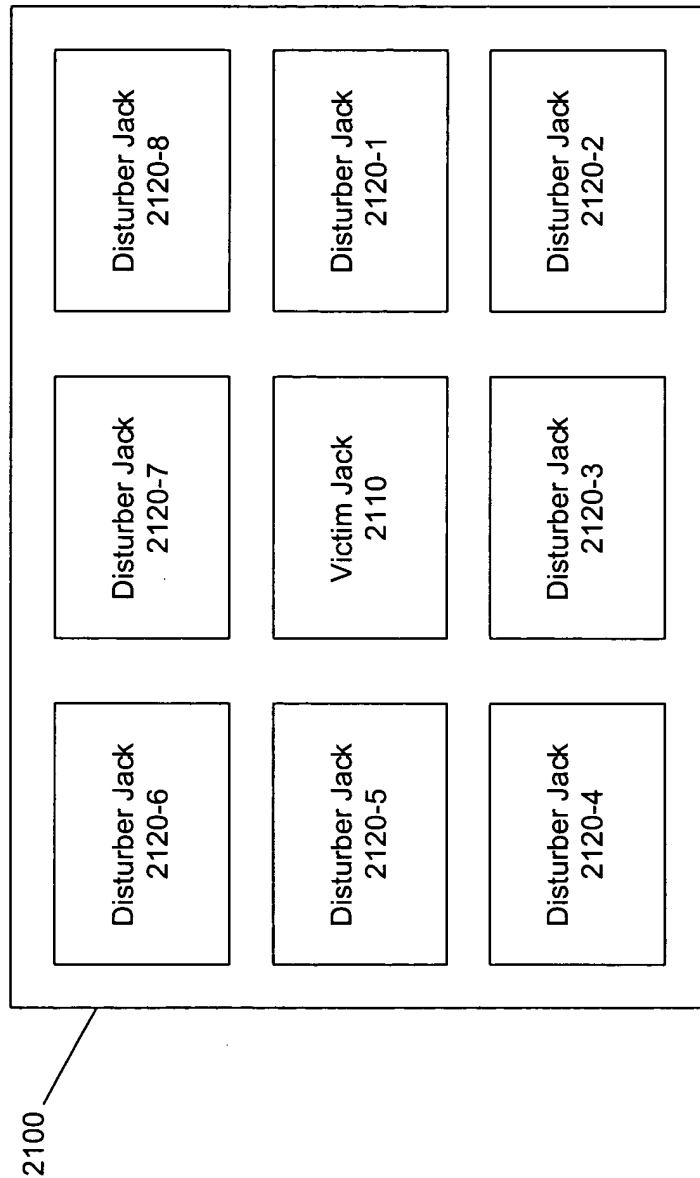 2100
Disturber Jack
2120-6
Disturber Jack
2120-7
Disturber Jack
2120-8
Disturber Jack
2120-5
Victim Jack
2110
Disturber Jack
2120-1
Disturber Jack
2120-4
Disturber Jack
2120-3
Disturber Jack
2120-2